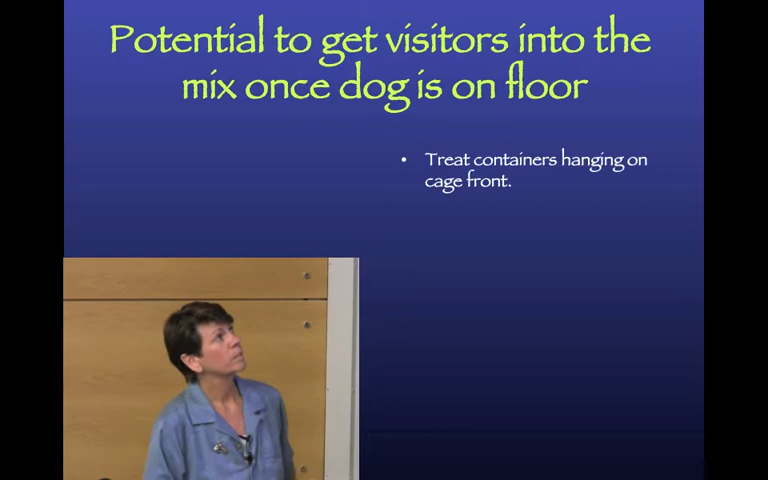 Potential to get visitors into the
mix once dog is on floor
• Treat containers hanging on
cage front.